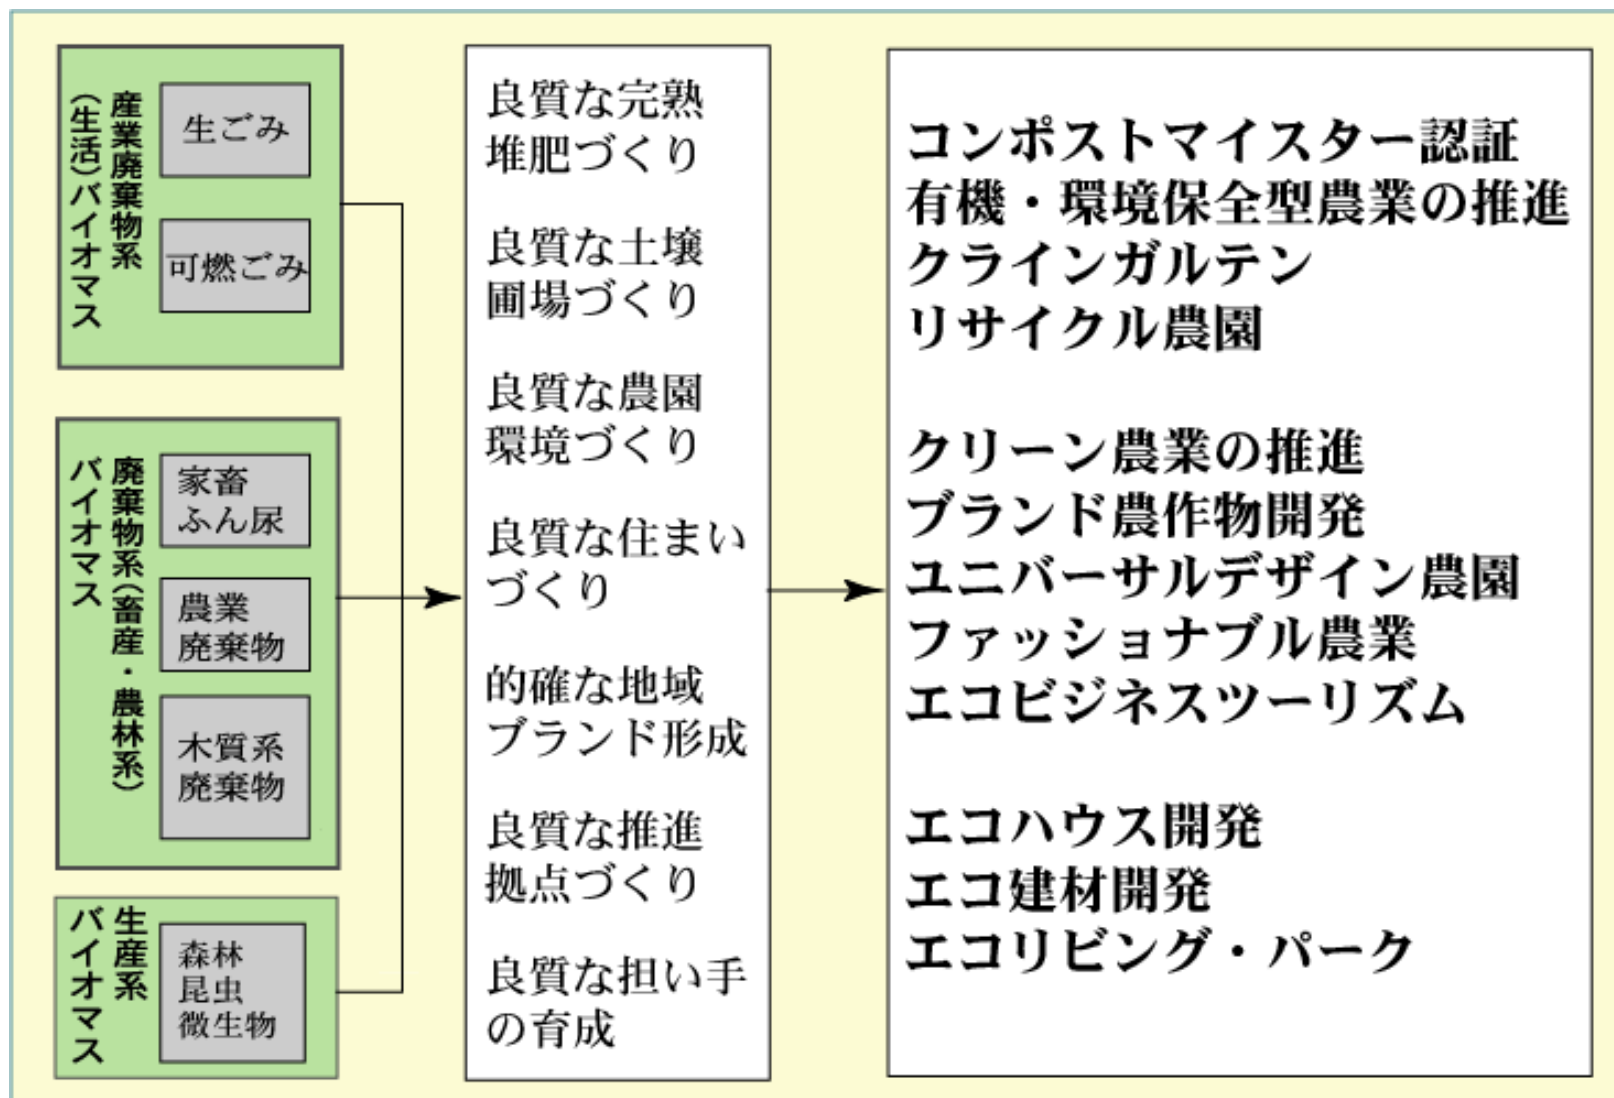 産業廃棄物系
（生活）バイオマス
生ごみ
可燃ごみ
廃棄物系（畜産・農林系）
バイオマス
家畜
ふん尿
農業
廃棄物
木質系
廃棄物
生産系
バイオマス
森林
昆虫
微生物
良質な完熟
堆肥づくり
良質な土壌
圃場づくり
良質な農園
環境づくり
良質な住まい
づくり
的確な地域
ブランド形成
良質な推進
拠点づくり
良質な担い手
の育成
コンポストマイスター認証
有機・環境保全型農業の推進
クラインガルテン
リサイクル農園
クリーン農業の推進
ブランド農作物開発
ユニバーサルデザイン農園
ファッショナブル農業
エコビジネスツーリズム
エコハウス開発
エコ建材開発
エコリビング・パーク